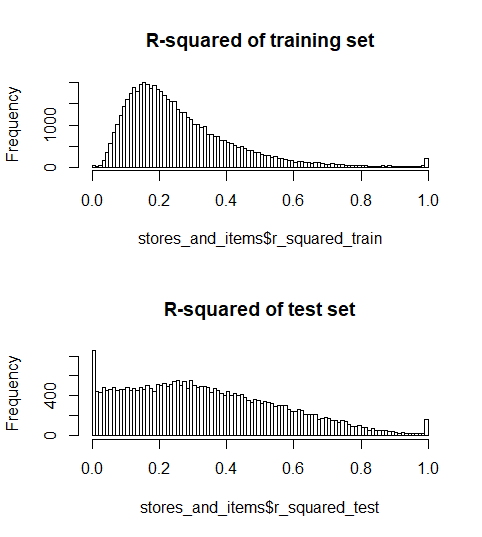 R-squared of training set
Frequency
0 1000
0.0 0.2 0.4 0.6 0.8 1.0
stores_and_items$r_squared_train
R-squared of test set
Frequency
0 400
0.0 0.2 0.4 0.6 0.8 1.0
stores_and_items$r_squared_test